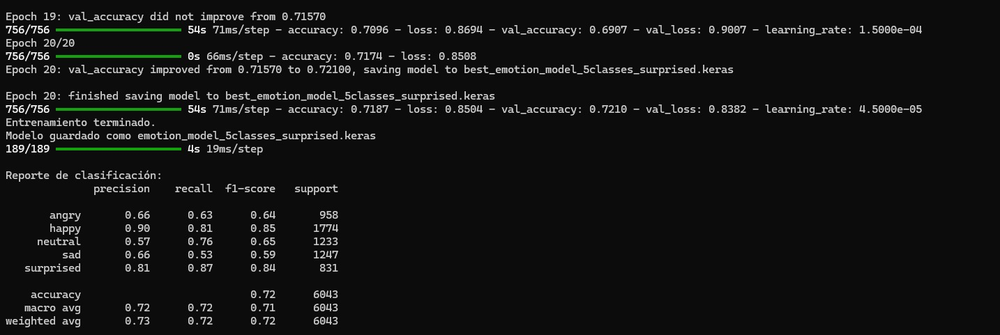 Epoch 19: val_accuracy did not improve from 0.71570
756/756 54s 71ms/step - accuracy: 0.7096 - loss: 0.8694 - val_accuracy: 0.6907 - val_loss: 0.9007 - learning_rate: 1.5000e-04
Epoch 20/20
756/756 0s 66ms/step - accuracy: 0.7174 - loss: 0.8508
Epoch 20: val_accuracy improved from 0.71570 to 0.72100, saving model to best_emotion_model_5classes_surprised.keras
Epoch 20: finished saving model to best_emotion_model_5classes_surprised.keras
756/756 54s 71ms/step - accuracy: 0.7187 - loss: 0.8504 - val_accuracy: 0.7210 - val_loss: 0.8382 - learning_rate: 4.5000e-05
Entrenamiento terminado.
Modelo guardado como emotion_model_5classes_surprised.keras
189/189 4s 19ms/step
Reporte de clasificación:
precision recall f1-score support
angry 0.66 0.63 0.64 958
happy 0.90 0.81 0.85 1774
neutral 0.57 0.76 0.65 1233
sad 0.66 0.53 0.59 1247
surprised 0.81 0.87 0.84 831
accuracy 0.72 6043
macro avg 0.72 0.72 0.71 6043
weighted avg 0.73 0.72 0.72 6043